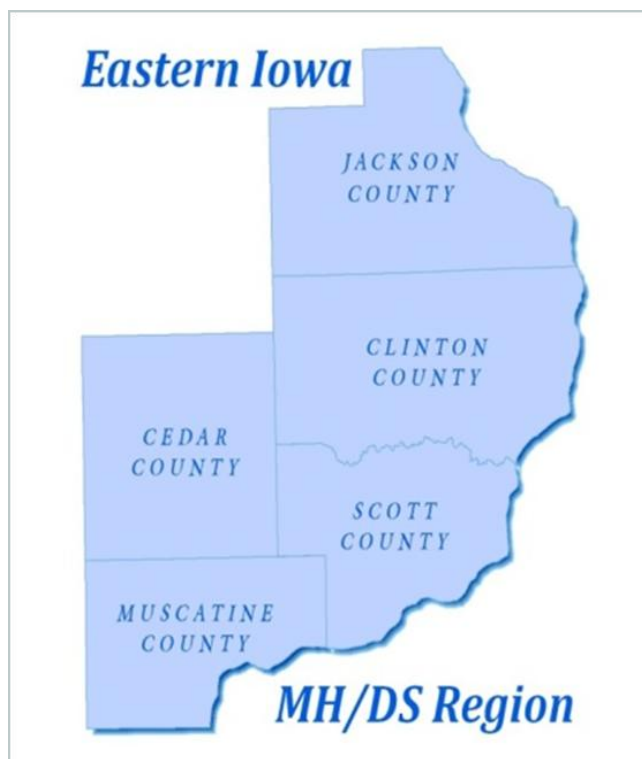 Eastern Iowa
JACKSON
COUNTY
CLINTON
COUNTY
CEDAR
COUNTY
SCOTT
COUNTY
MUSCATINE
COUNTY
MH/DS Region